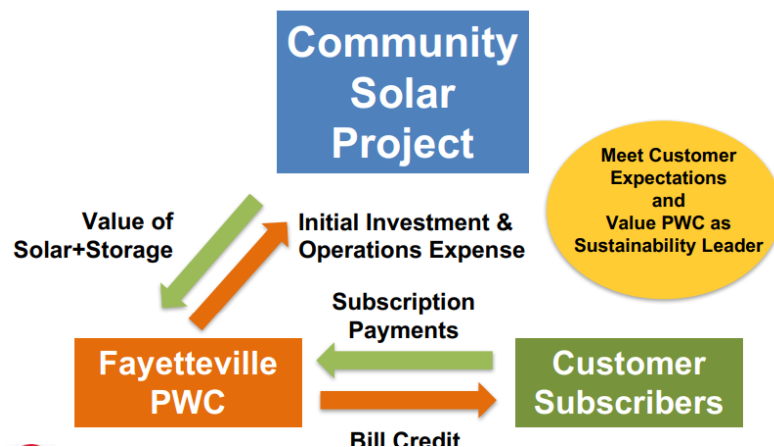 Community
Solar
Project
Meet Customer
Expectations
and
Value PWC as
Sustainability Leader
Value of
Solar+Storage
Initial Investment &
Operations Expense
Subscription
Payments
Fayetteville
PWC
Customer
Subscribers
Bill Credit